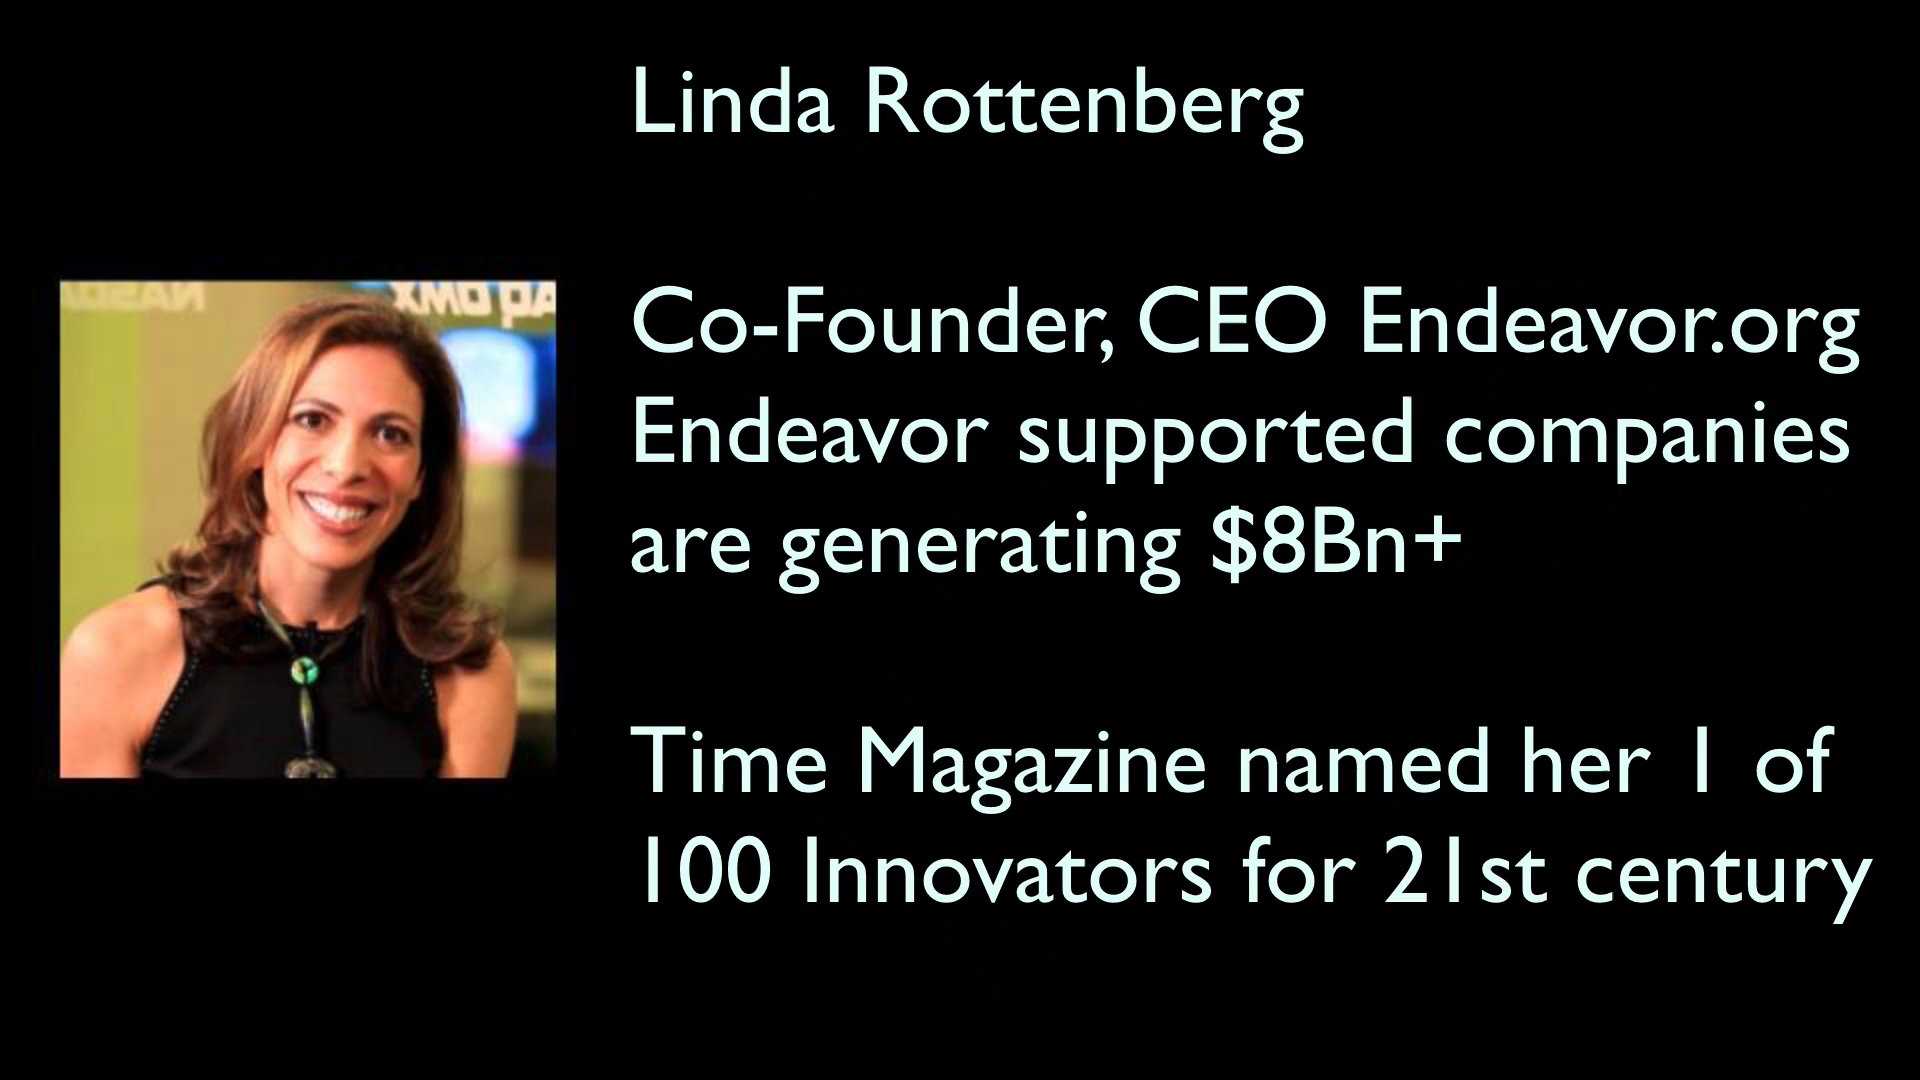 Linda Rottenberg
Co-Founder, CEO Endeavor.org
Endeavor supported companies
are generating $8Bn+
Time Magazine named her 1 of
100 Innovators for 21st century